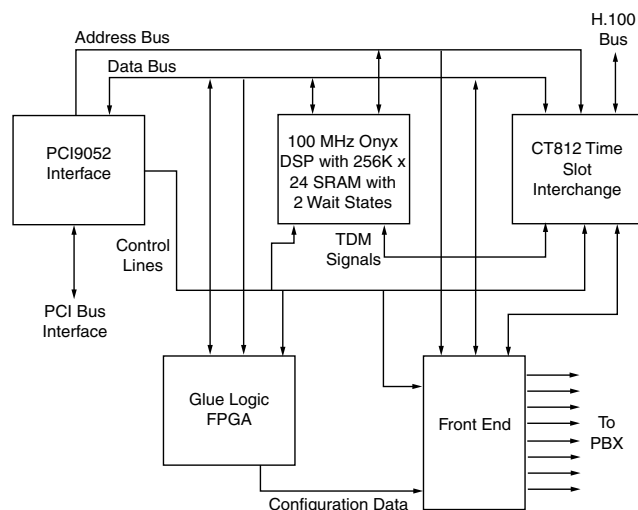 Address Bus
H.100
Bus
Data Bus
PCI9052
Interface
100 MHz Onyx
DSP with 256K x
24 SRAM with
2 Wait States
CT812 Time
Slot
Interchange
Control
Lines
TDM
Signals
PCI Bus
Interface
Glue Logic
FPGA
Front End
To
PBX
Configuration Data